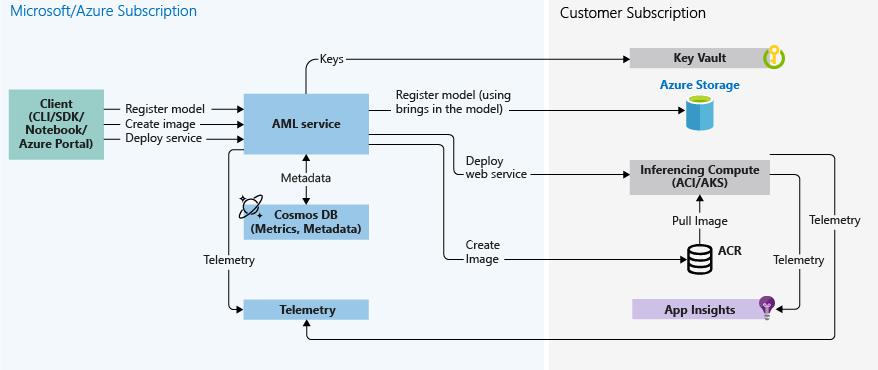 Microsoft/Azure Subscription
Customer Subscription
Keys
Key Vault
Azure Storage
Client
(CLI/SDK/
Notebook/
Azure Portal)
Register model
Create image
Deploy service
AML service
Register model (using
brings in the model)
Deploy
web service
Inferencing Compute
(ACI/AKS)
Metadata
Cosmos DB
(Metrics, Metadata)
Pull Image
Telemetry
Create
Image
ACR
Telemetry
Telemetry
Telemetry
App Insights